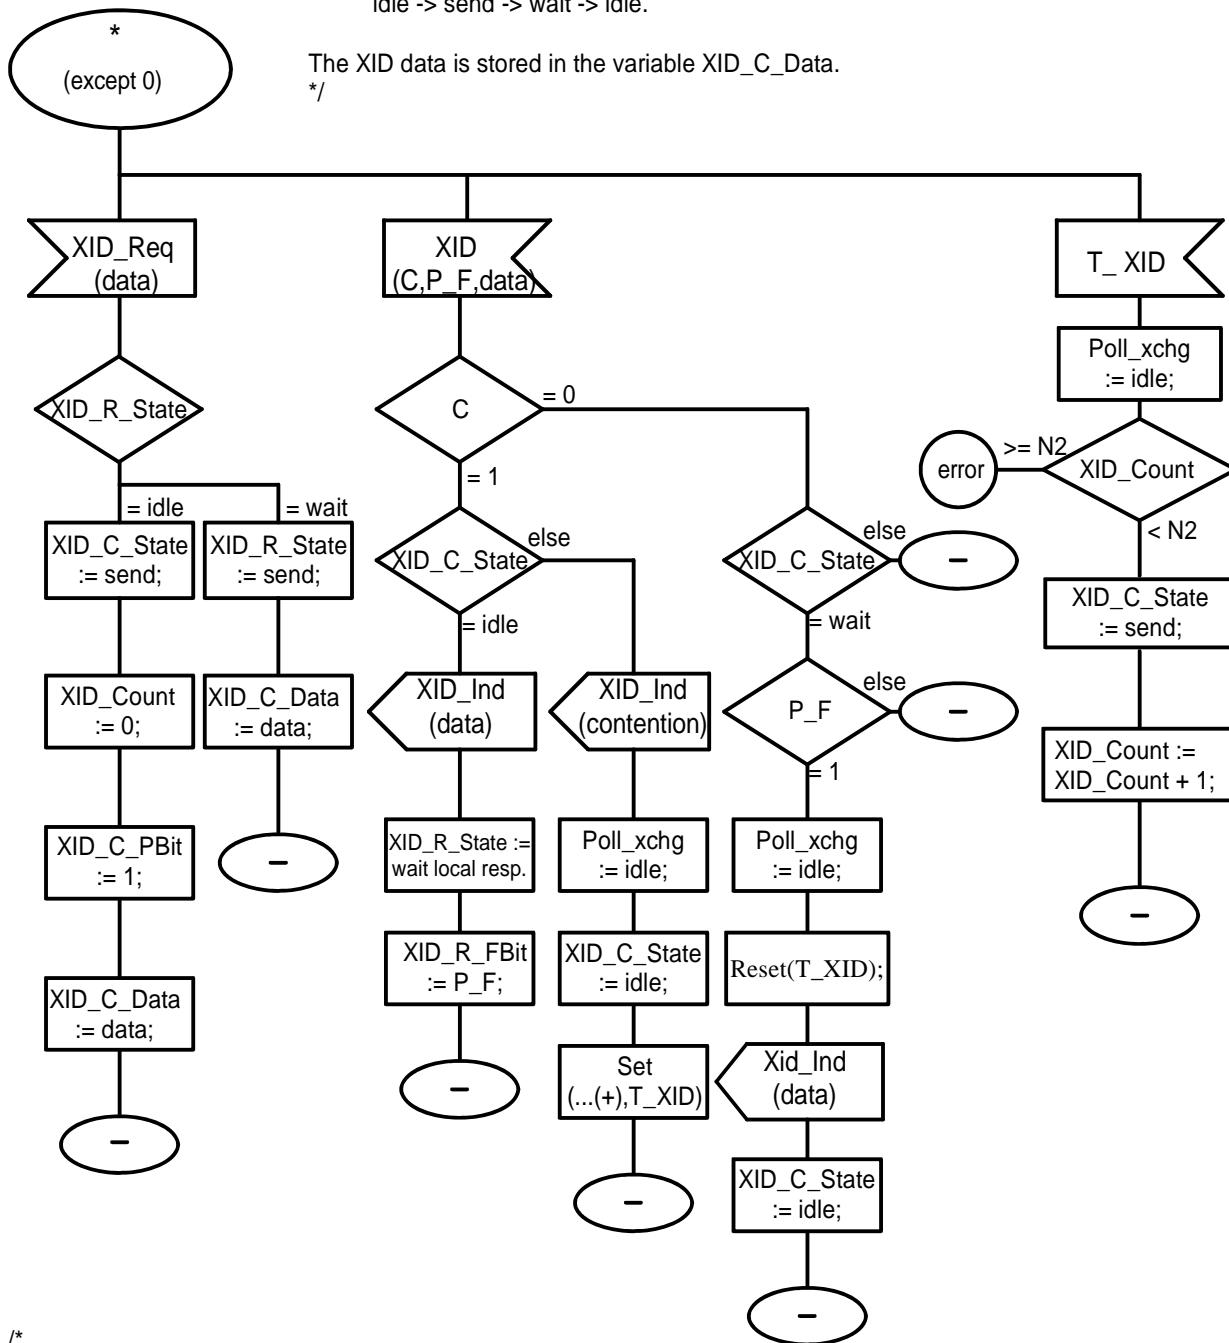 idle -> send -> wait -> idle.
The XID data is stored in the variable XID_C_Data.
*/
*
(except 0)
XID_Req
(data)
XID_R_State
= idle
= wait
XID_C_State
:= send;
XID_R_State
:= send;
XID_Count
:= 0;
XID_C_Data
:= data;
XID_C_PBit
:= 1;
–
XID_C_Data
:= data;
–
XID
(C,P_F,data)
C
= 0
= 1
XID_C_State
else
= idle
XID_Ind
(data)
XID_R_State :=
wait local resp.
XID_R_FBit
:= P_F;
–
XID_Ind
(contention)
Poll_xchg
:= idle;
XID_C_State
:= idle;
Set
(...(+),T_XID)
–
XID_C_State
else
–
= wait
P_F
else
–
= 1
Poll_xchg
:= idle;
Reset(T_XID);
Xid_Ind
(data)
XID_C_State
:= idle;
–
T_ XID
Poll_xchg
:= idle;
XID_Count
>= N2
error
< N2
XID_C_State
:= send;
XID_Count :=
XID_Count + 1;
–
/*